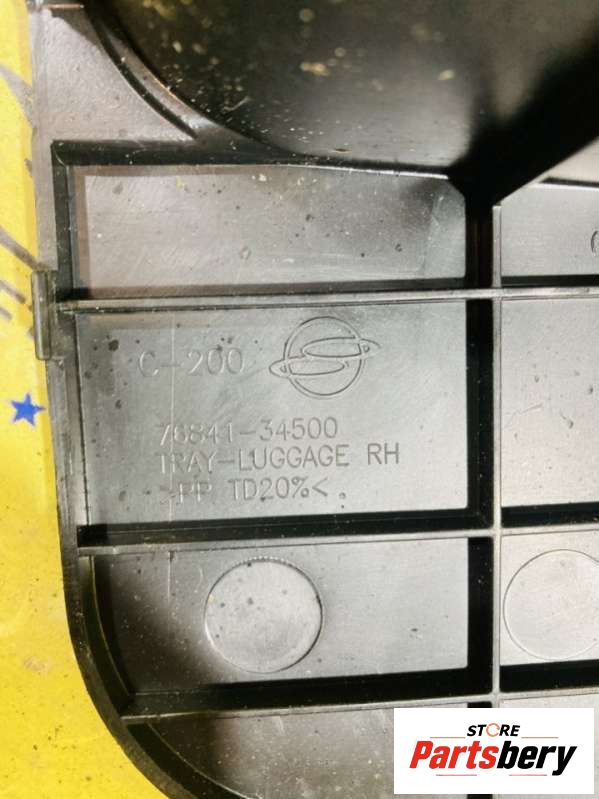 C-200
76841-34500
TRAY-LUGGAGE RH
>PP TD20%<
STORE
Partsbery